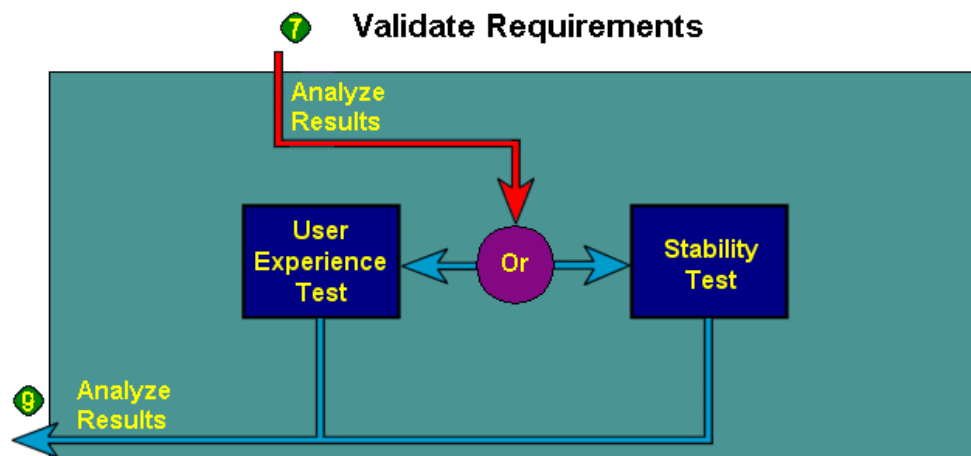 7 Validate Requirements
Analyze
Results
User
Experience
Test
Or
Stability
Test
9 Analyze
Results